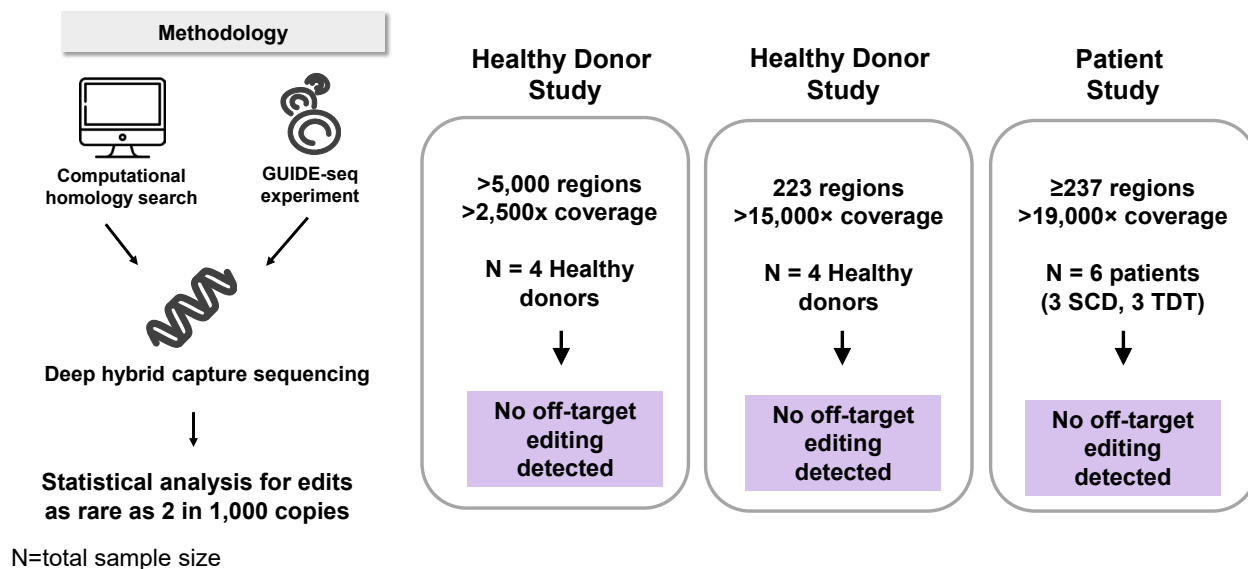 Methodology
Computational
homology search
GUIDE-seq
experiment
Deep hybrid capture sequencing
Statistical analysis for edits
as rare as 2 in 1,000 copies
N=total sample size
Healthy Donor
Study
>5,000 regions
>2,500x coverage
N = 4 Healthy
donors
No off-target
editing
detected
Healthy Donor
Study
223 regions
>15,000× coverage
N = 4 Healthy
donors
No off-target
editing
detected
Patient
Study
≥237 regions
>19,000× coverage
N = 6 patients
(3 SCD, 3 TDT)
No off-target
editing
detected